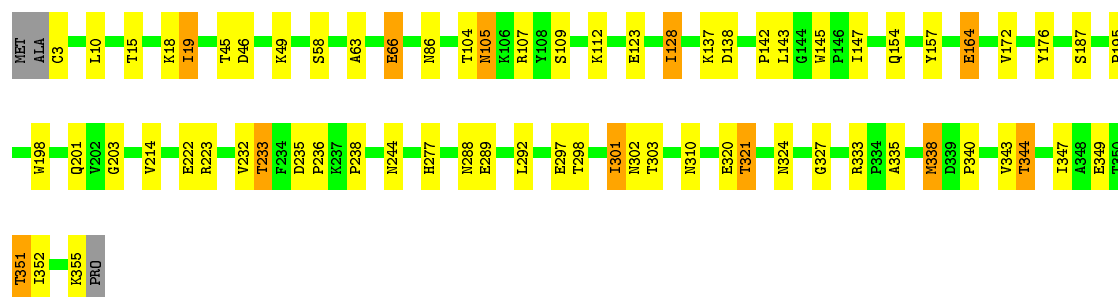 MET ALA C3 L10 T15 K18 I19 T45 D46 K49 S58 A63 E66 N86 T104 N105 K106 R107 Y108 S109 K112 E123 I128 K137 D138 P142 L143 G144 W145 P146 I147 Q154 Y157 E164 V172 Y176 S187 P195
W198 Q201 V202 G203 V214 E222 R223 V232 T233 F234 D235 P236 K237 P238 N244 H277 N288 E289 L292 E297 T298 I301 N302 T303 N310 E320 T321 N324 G327 R333 P334 A335 M338 D339 P340 V343 T344 I347 A348 E349 T350
T351 I352 K355 PRO